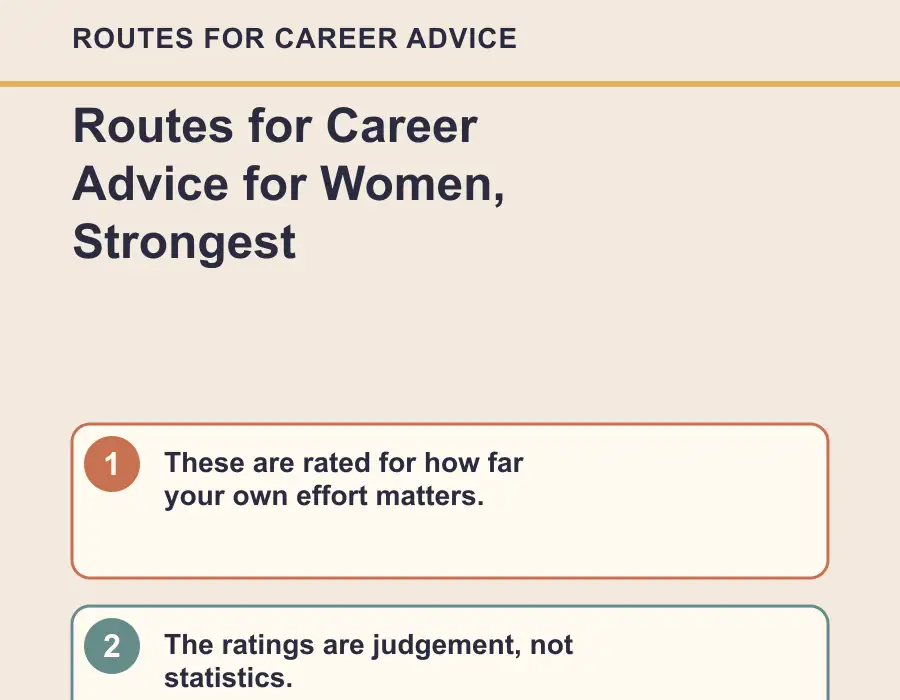 ROUTES FOR CAREER ADVICE
Routes for Career
Advice for Women,
Strongest
1
These are rated for how far
your own effort matters.
2
The ratings are judgement, not
statistics.